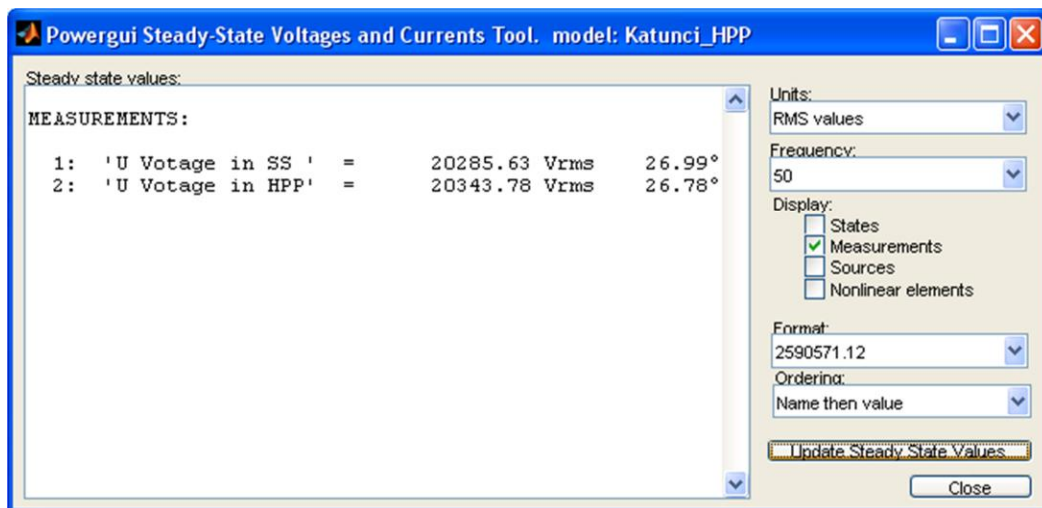 Powergui Steady-State Voltages and Currents Tool. model: Katunci_HPP
Steady state values:
MEASUREMENTS:
1: 'U Votage in SS ' = 20285.63 Vrms 26.99°
2: 'U Votage in HPP' = 20343.78 Vrms 26.78°
Units:
RMS values
Frequency:
50
Display:
States
Measurements
Sources
Nonlinear elements
Format:
2590571.12
Ordering:
Name then value
Update Steady State Values
Close